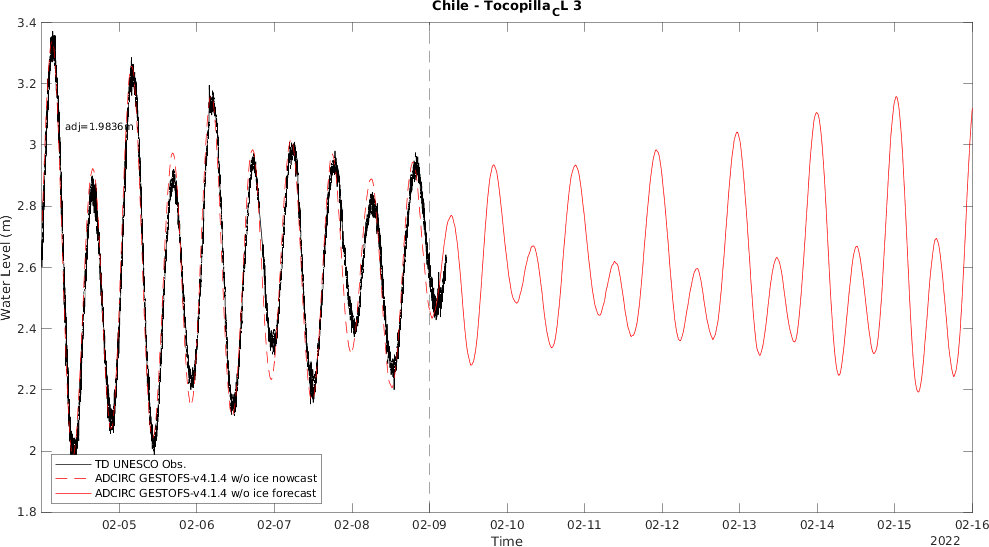 Chile - Tocopilla_CL 3
3.4
3.2
adj=1.9836m
3
2.8
2.6
2.4
2.2
2
1.8
Water Level (m)
TD UNESCO Obs.
ADCIRC GESTOFS-v4.1.4 w/o ice nowcast
ADCIRC GESTOFS-v4.1.4 w/o ice forecast
02-05 02-06 02-07 02-08 02-09 02-10 02-11 02-12 02-13 02-14 02-15 02-16
Time
2022